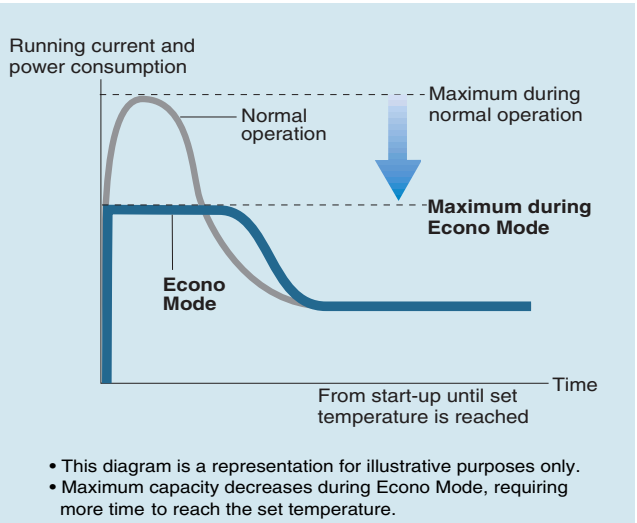 Running current and
power consumption
Maximum during
normal operation
Normal
operation
Maximum during
Econo Mode
Econo
Mode
Time
From start-up until set
temperature is reached
• This diagram is a representation for illustrative purposes only.
• Maximum capacity decreases during Econo Mode, requiring
more time to reach the set temperature.